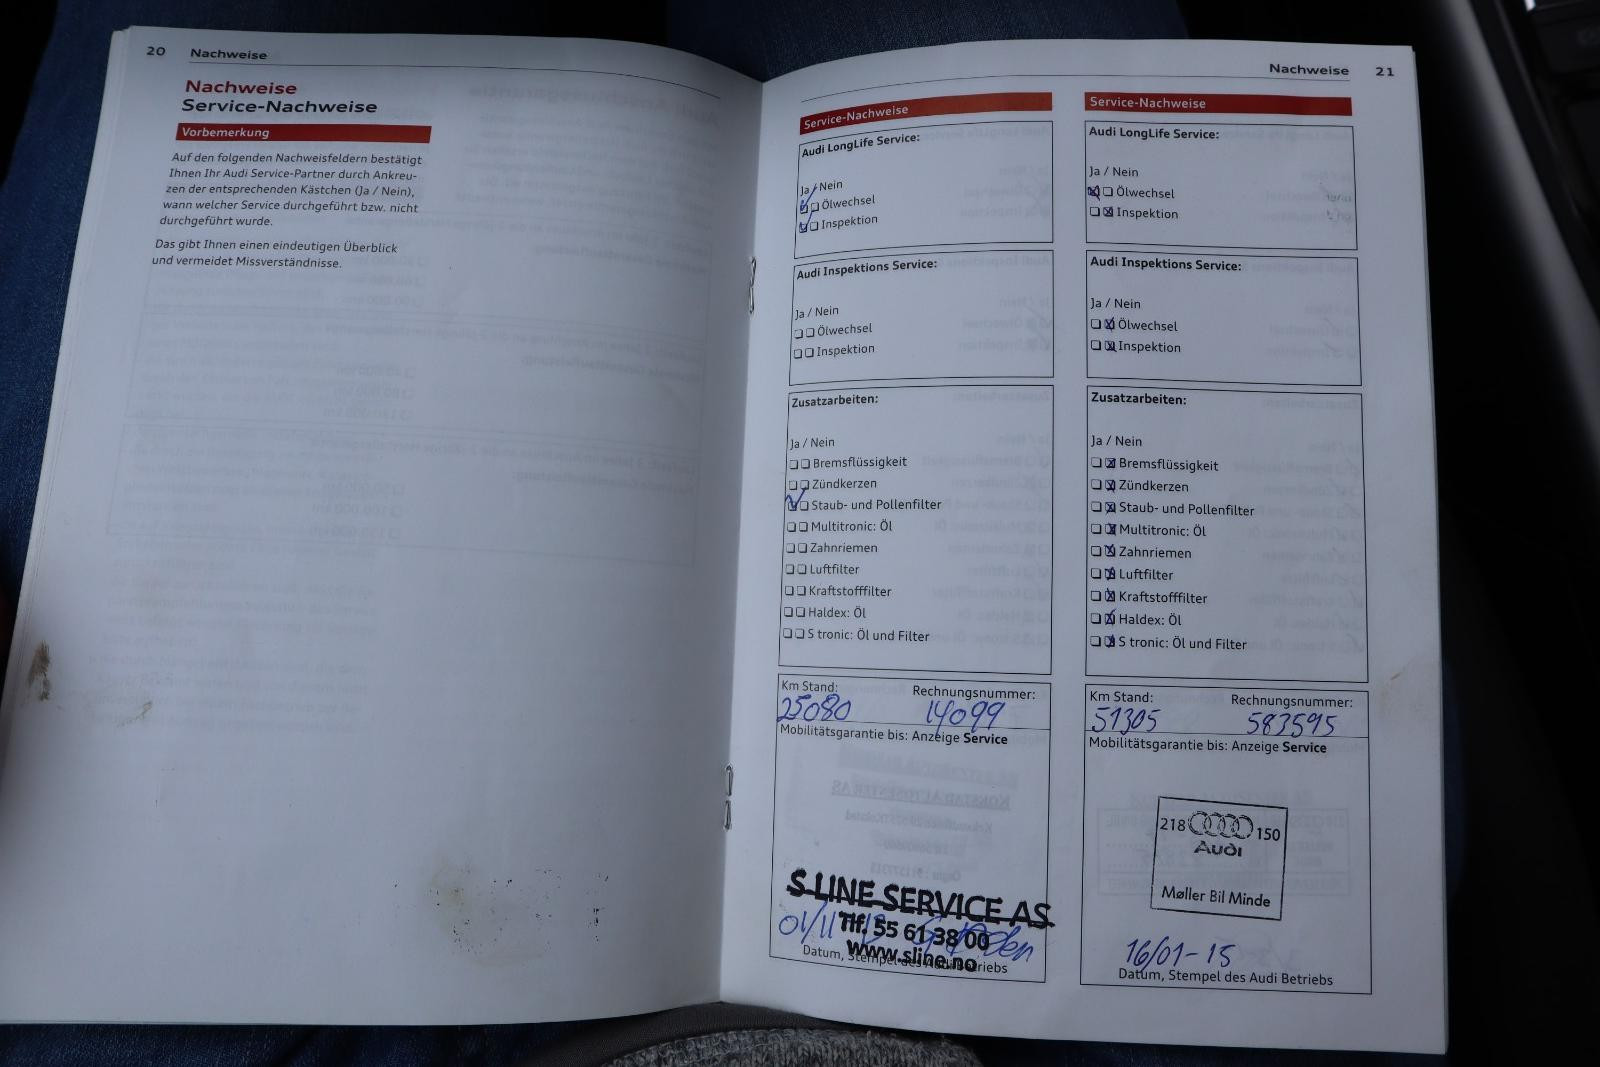 20 Nachweise
Nachweise
Service-Nachweise
Vorbemerkung
Auf den folgenden Nachweisfeldern bestätigt
Ihnen Ihr Audi Service-Partner durch Ankreu-
zen der entsprechenden Kästchen (Ja / Nein),
wann welcher Service durchgeführt bzw. nicht
durchgeführt wurde.
Das gibt Ihnen einen eindeutigen Überblick
und vermeidet Missverständnisse.
Nachweise 21
Service-Nachweise
Audi LongLife Service:
Ja / Nein
Ölwechsel
Inspektion
Audi Inspektions Service:
Ja / Nein
Ölwechsel
Inspektion
Zusatzarbeiten:
Ja / Nein
Bremsflüssigkeit
Zündkerzen
Staub- und Pollenfilter
Multitronic: Öl
Zahnriemen
Luftfilter
Kraftstofffilter
Haldex: Öl
S tronic: Öl und Filter
Km Stand: Rechnungsnummer:
25080 14099
Mobilitätsgarantie bis: Anzeige Service
S-LINE SERVICE AS
Tlf. 55 61 38 00
www.sline.no
01/11
Datum, Stempel des Audi Betriebs
Service-Nachweise
Audi LongLife Service:
Ja / Nein
Ölwechsel
Inspektion
Audi Inspektions Service:
Ja / Nein
Ölwechsel
Inspektion
Zusatzarbeiten:
Ja / Nein
Bremsflüssigkeit
Zündkerzen
Staub- und Pollenfilter
Multitronic: Öl
Zahnriemen
Luftfilter
Kraftstofffilter
Haldex: Öl
S tronic: Öl und Filter
Km Stand: Rechnungsnummer:
51305 583595
Mobilitätsgarantie bis: Anzeige Service
218 150
Audi
Møller Bil Minde
16/01-15
Datum, Stempel des Audi Betriebs